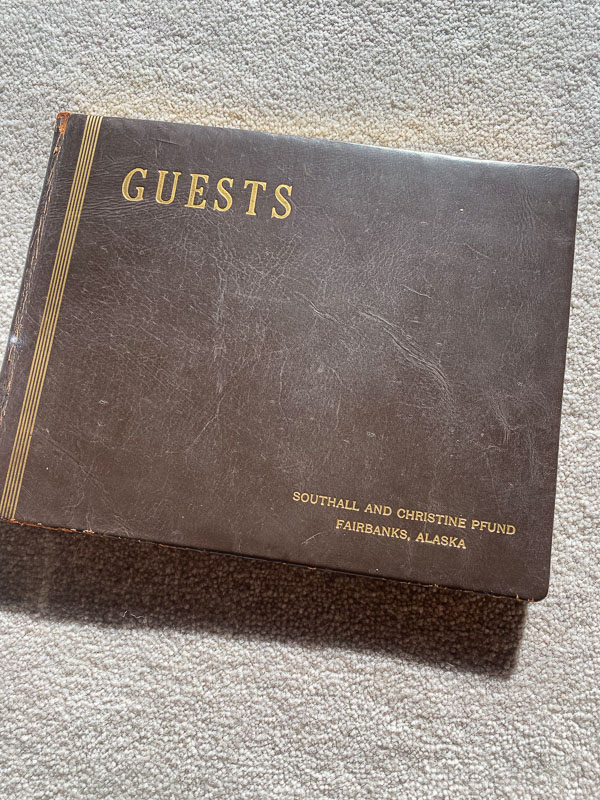 GUESTS
SOUTHALL AND CHRISTINE PFUND
FAIRBANKS, ALASKA